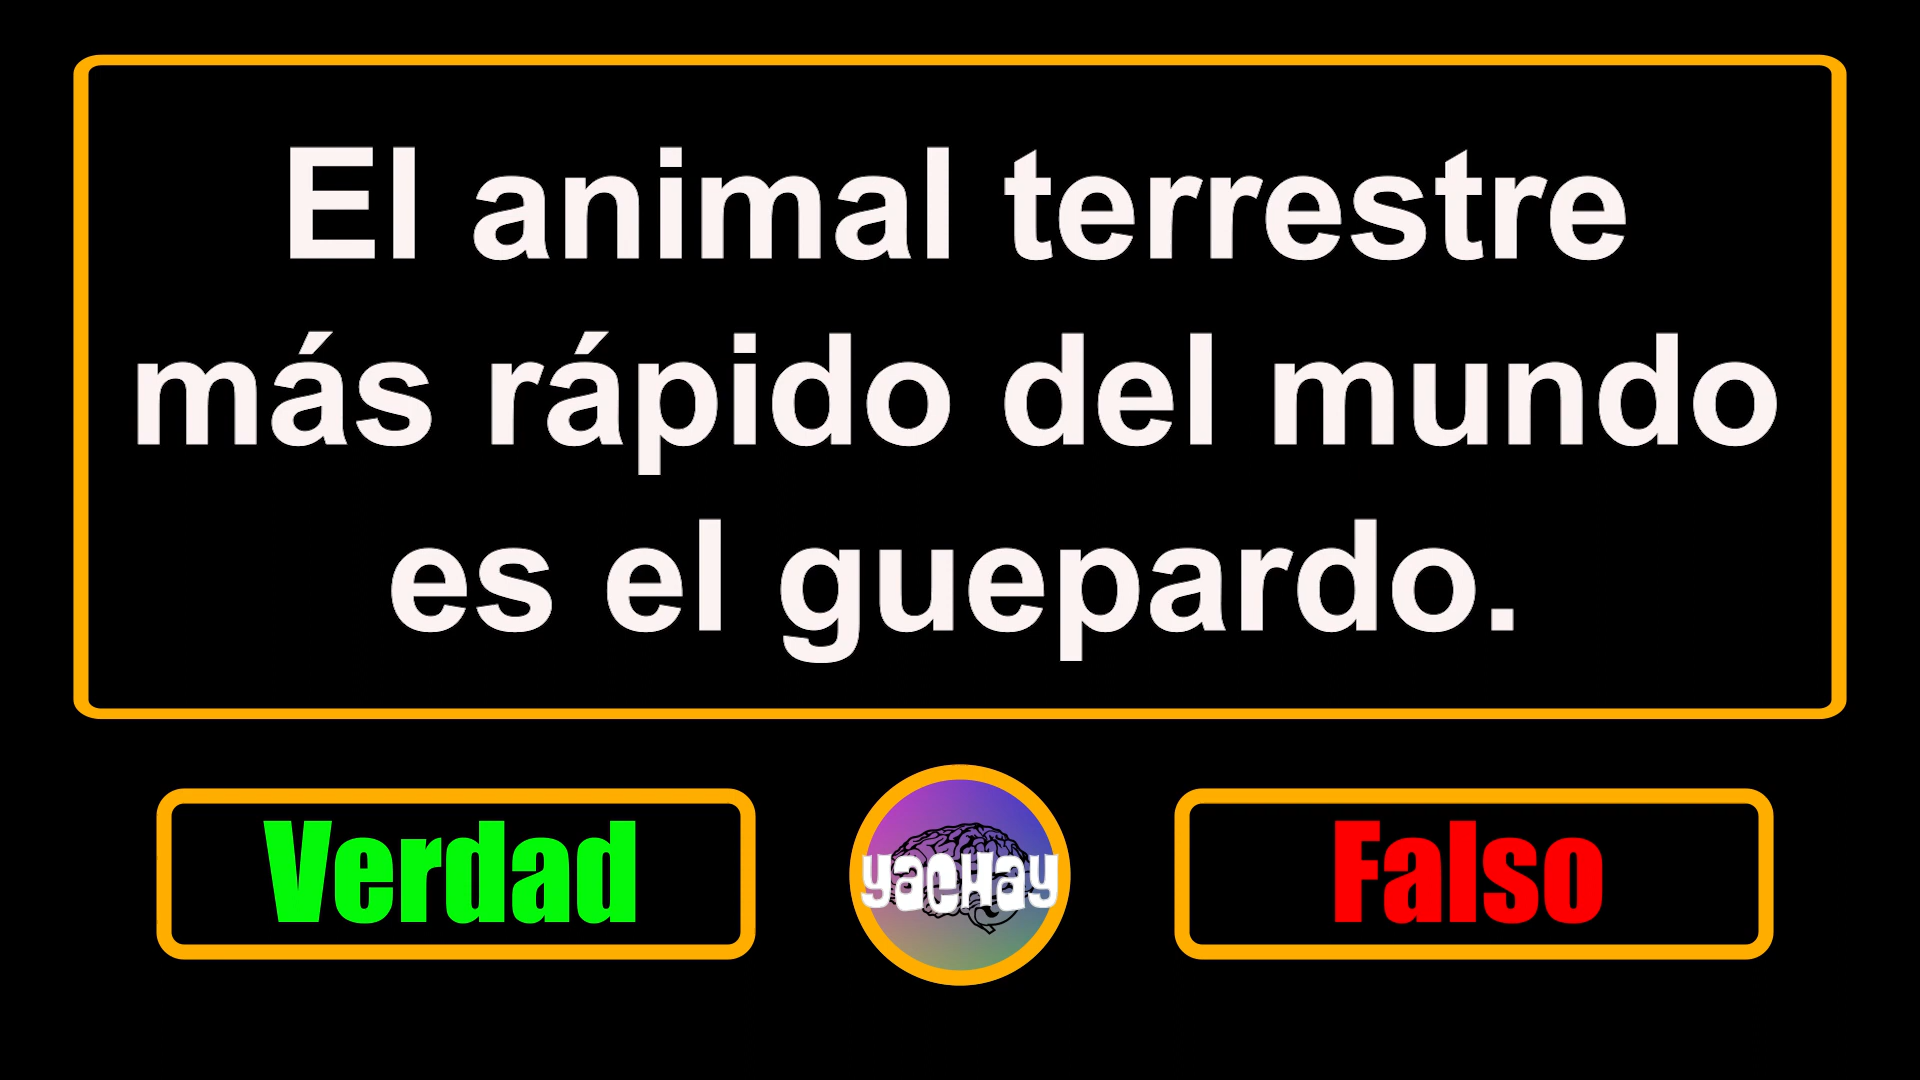 El animal terrestre
más rápido del mundo
es el guepardo.
Verdad
yacHay
Falso